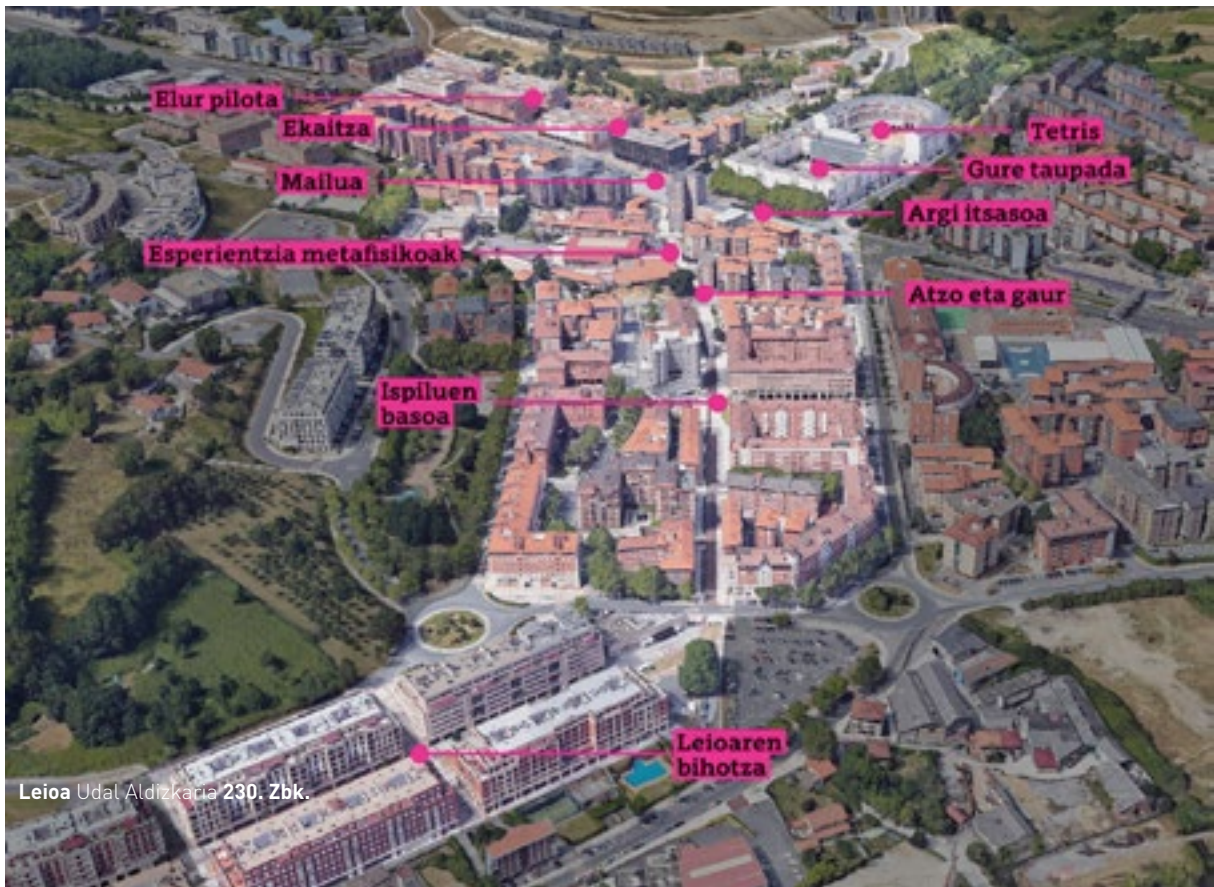 Elur pilota
Ekaitza
Tetris
Mailua
Gure taupada
Argi itsasoa
Esperientzia metafisikoak
Atzo eta gaur
Ispiluen
basoa
Leioaren
bihotza
Leioa Udal Aldizkaria 230. Zbk.